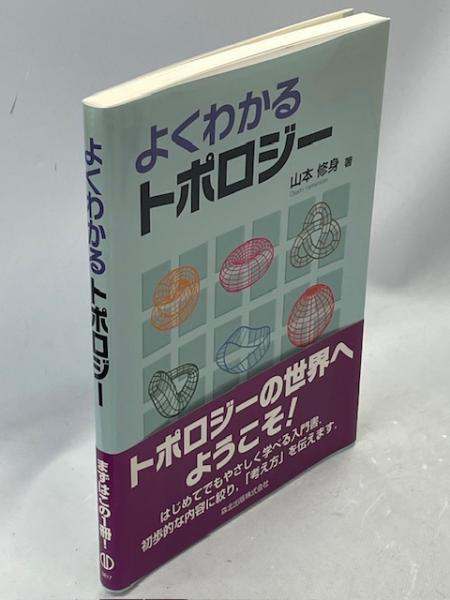 よくわかる
トポロジー
山本 修身 著
Osami Yamamoto
トポロジーの世界へ
ようこそ!
はじめてでもやさしく学べる入門書.
初歩的な内容に絞り,「考え方」を伝えます.
森北出版株式会社
よくわかる トポロジー
まずはこの1冊!